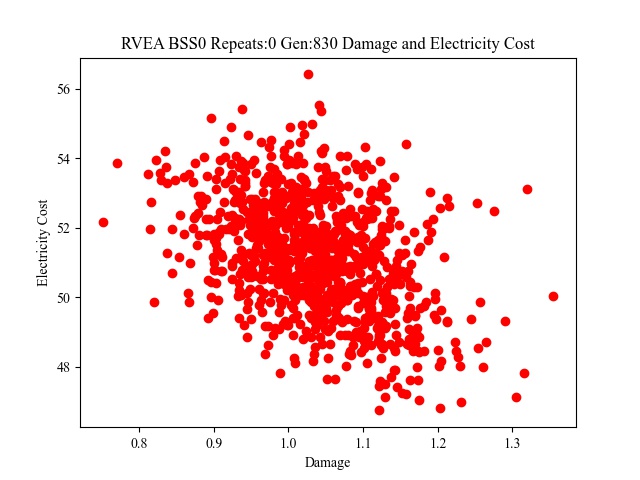 RVEA BSS0 Repeats:0 Gen:830 Damage and Electricity Cost
56
54
52
50
48
Electricity Cost
0.8 0.9 1.0 1.1 1.2 1.3
Damage